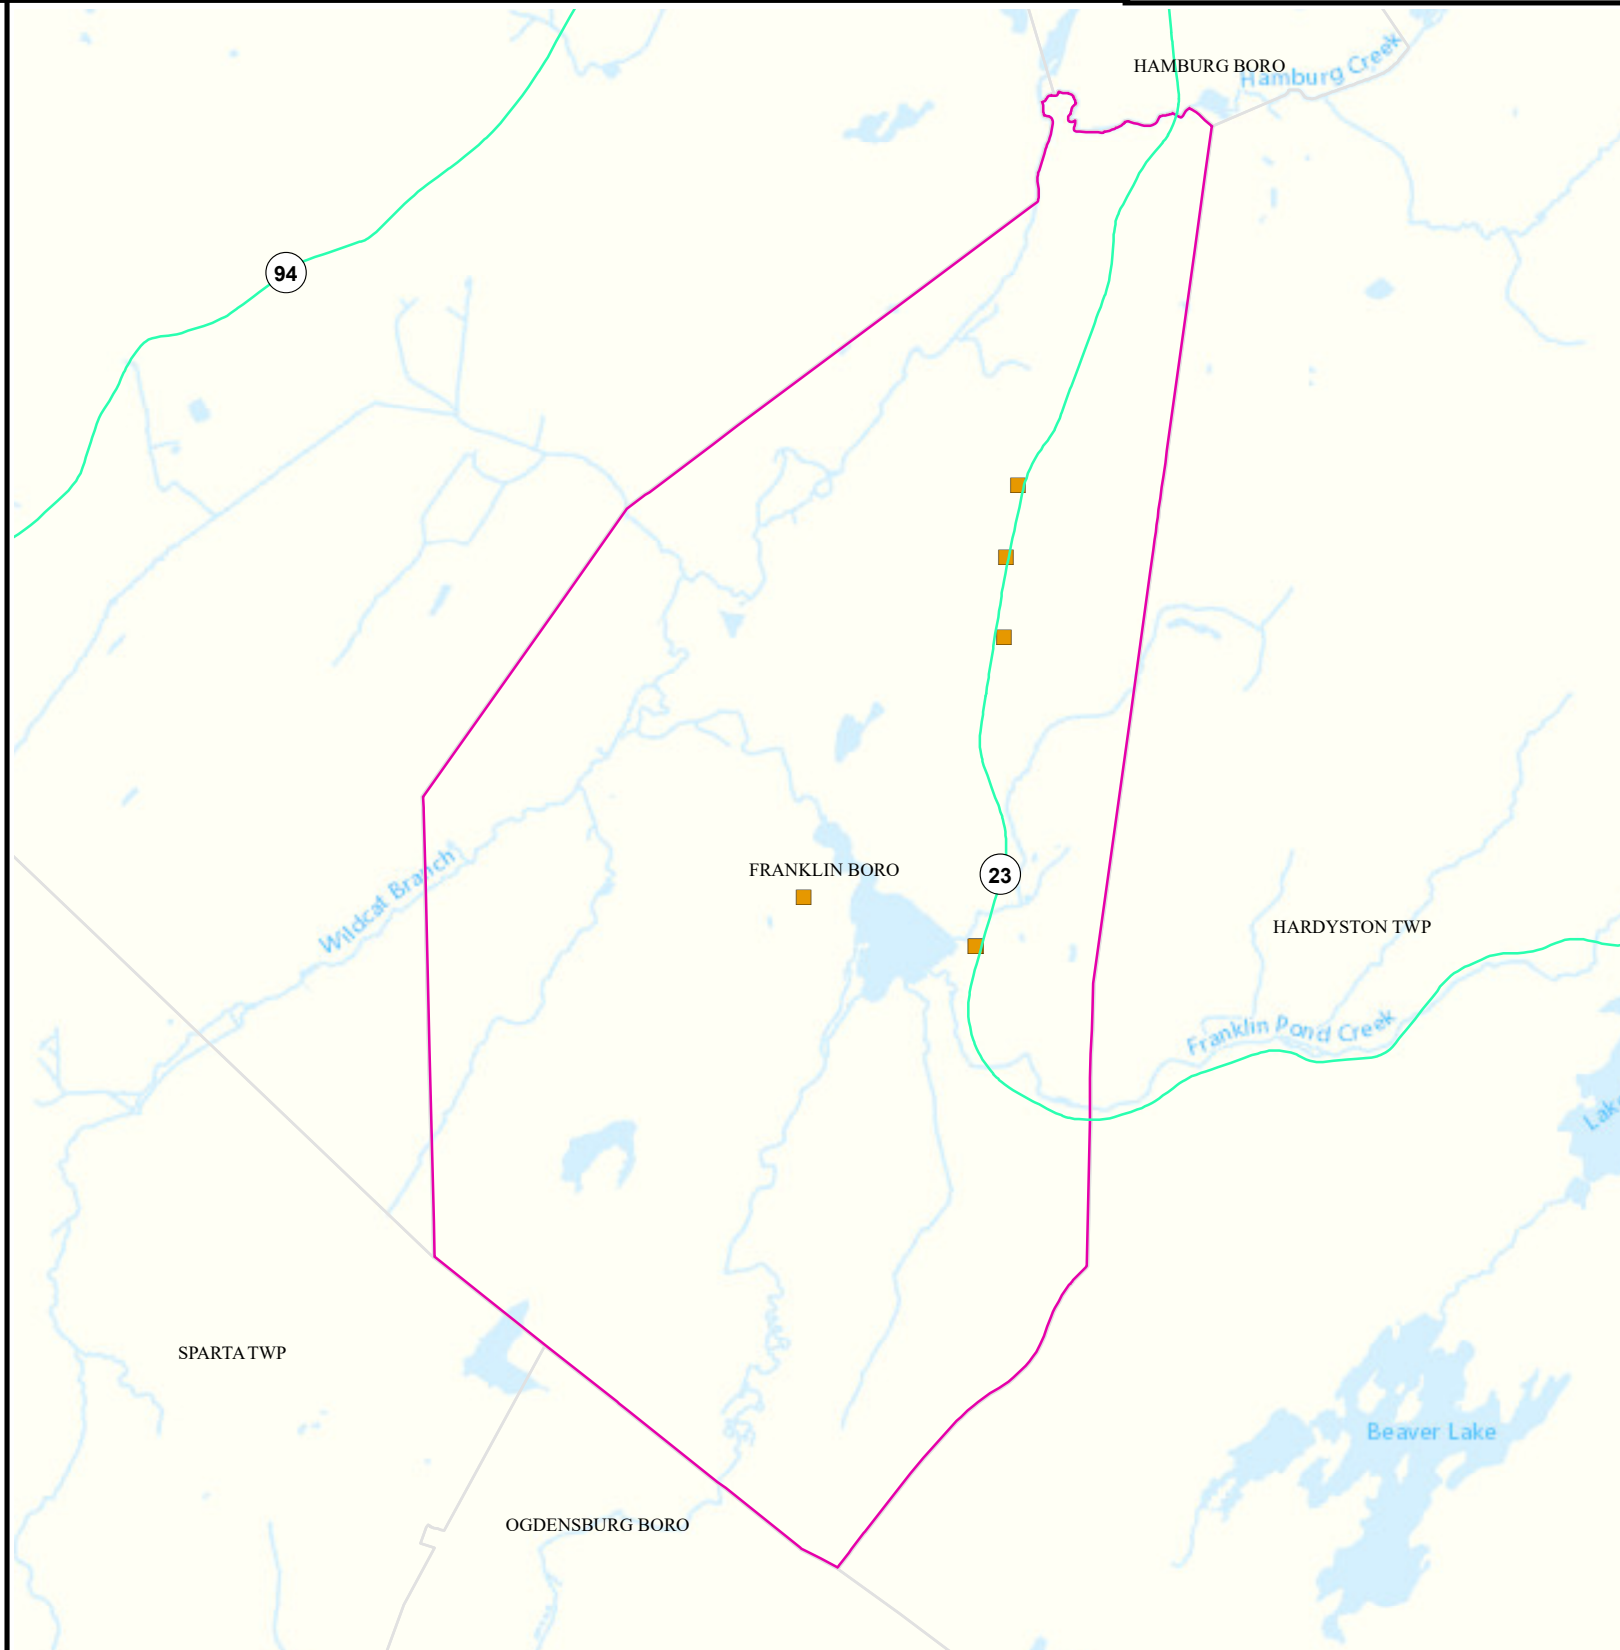 HAMBURG BORO
Hamburg Creek
94
FRANKLIN BORO
23
Wildcat Branch
HARDYSTON TWP
Franklin Pond Creek
Lake
SPARTA TWP
Beaver Lake
OGDENSBURG BORO